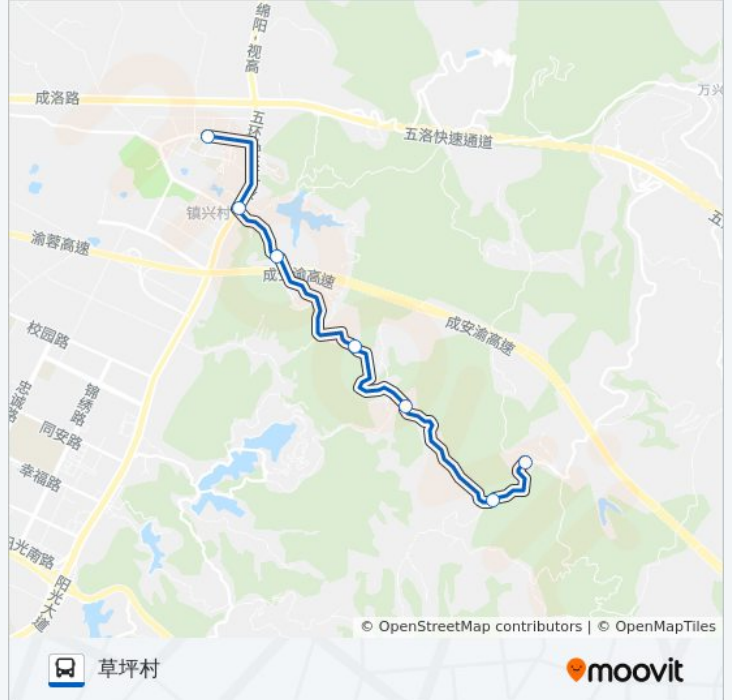 绵阳·视高
成洛路
万兴
五环
五洛快速通道
镇兴村
渝蓉高速
成安渝高速
成安渝高速
校园路
忠诚路
锦绣路
同安路
幸福路
阳光南路
阳光大道
© OpenStreetMap contributors | © OpenMapTiles
草坪村
moovit